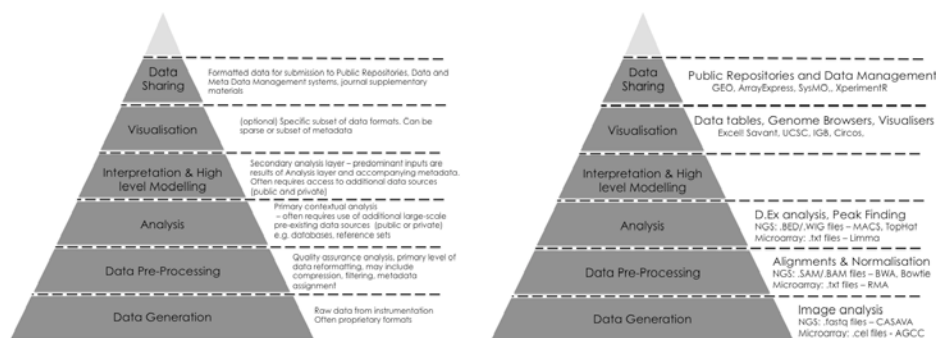 Data
Sharing
Formatted data for submission to Public Repositories, Data and
Meta Data Management systems, journal supplementary
materials
Visualisation
(optional) Specific subset of data formats. Can be
sparse or subset of metadata
Interpretation & High
level Modelling
Secondary analysis layer – predominant inputs are
results of Analysis layer and accompanying metadata.
Often requires access to additional data sources
(public and private)
Analysis
Primary contextual analysis
– often requires use of additional large-scale
pre-existing data sources (public or private)
e.g. databases, reference sets
Data Pre-Processing
Quality assurance analysis, primary level of
data reformatting, may include
compression, filtering, metadata
assignment
Data Generation
Raw data from instrumentation
Often proprietary formats
Data
Sharing
Public Repositories and Data Management
GEO, ArrayExpress, SysMO,, XperimentR
Visualisation
Data tables, Genome Browsers, Visualisers
Excell Savant, UCSC, IGB, Circos,
Interpretation & High
level Modelling
Analysis
D.Ex analysis, Peak Finding
NGS: .BED/.WIG files – MACS, TopHat
Microarray: .txt files – Limma
Data Pre-Processing
Alignments & Normalisation
NGS: .SAM/.BAM files – BWA, Bowtie
Microarray: .txt files – RMA
Data Generation
Image analysis
NGS: .fastq files – CASAVA
Microarray: .cel files - AGCC